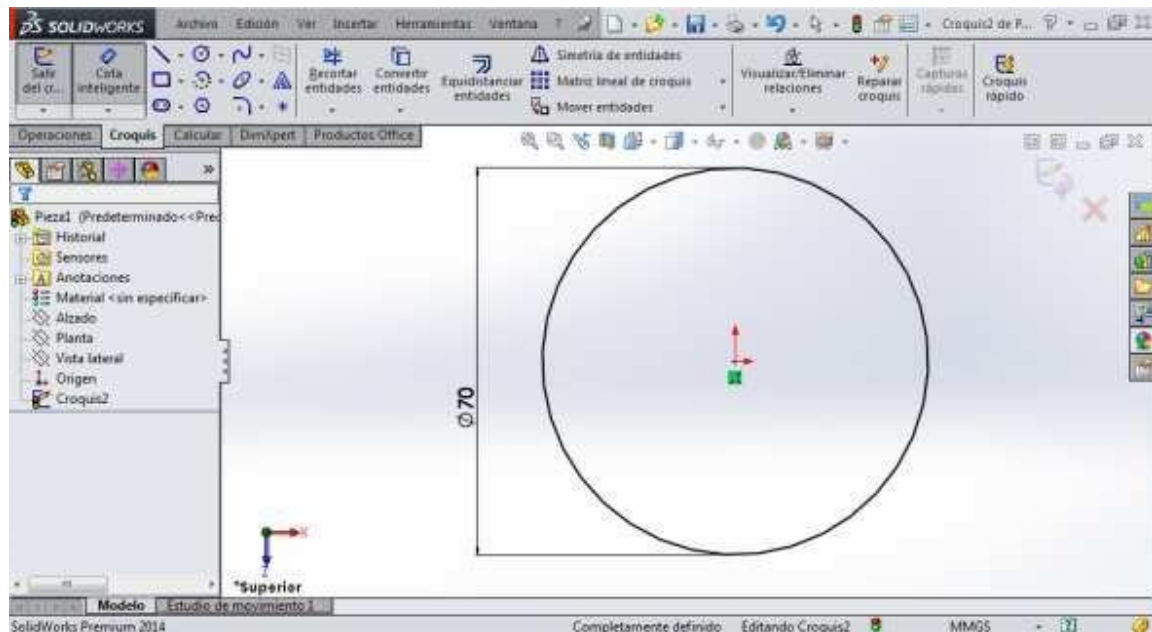 SOLIDWORKS Archivo Edición Ver Insertar Herramientas Ventana ? Croquis2 de P...
Salir del cr...
Cota inteligente
Recortar entidades
Convertir entidades
Equidistanciar entidades
Simetría de entidades
Matriz lineal de croquis
Mover entidades
Visualizar/Eliminar relaciones
Reparar croquis
Capturas rápidas
Croquis rápido
Operaciones Croquis Calcular DimXpert Productos Office
Pieza1 (Predeterminado<<Pred
Historial
Sensores
Anotaciones
Material <sin especificar>
Alzado
Planta
Vista lateral
Origen
Croquis2
∅70
X
Z
*Superior
Modelo Estudio de movimiento 1
SolidWorks Premium 2014 Completamente definido Editando Croquis2 MMGS